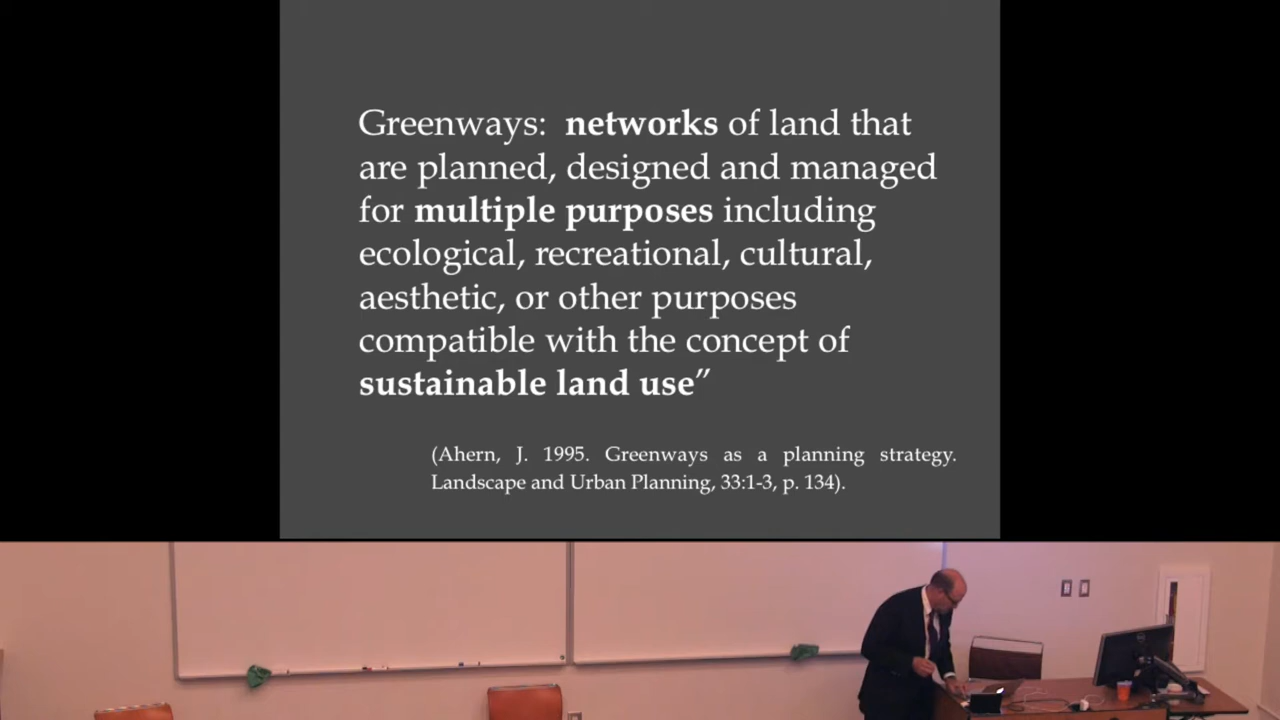 Greenways: networks of land that
are planned, designed and managed
for multiple purposes including
ecological, recreational, cultural,
aesthetic, or other purposes
compatible with the concept of
sustainable land use”
(Ahern, J. 1995. Greenways as a planning strategy.
Landscape and Urban Planning, 33:1-3, p. 134).